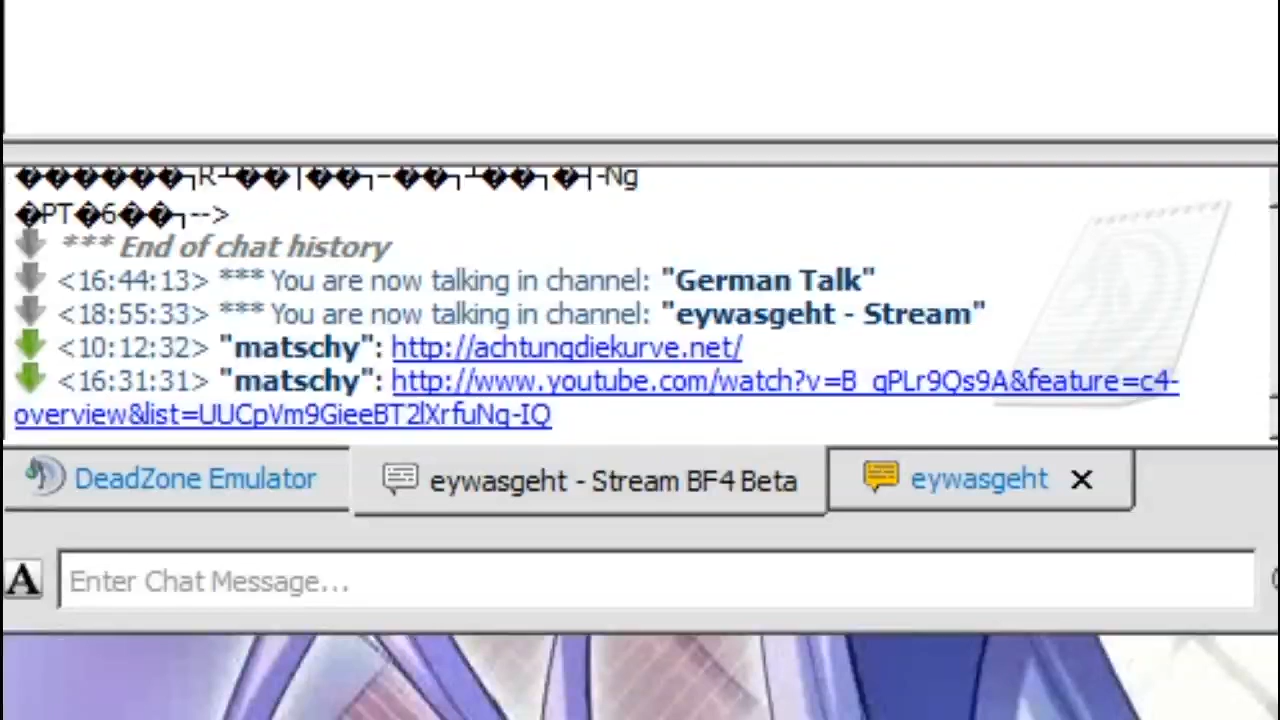 ������┐R┴��|��┐-��┐┴��┐�┤-Ng
�PT�6��┐-->
*** End of chat history
<16:44:13> *** You are now talking in channel: "German Talk"
<18:55:33> *** You are now talking in channel: "eywasgeht - Stream"
<10:12:32> "matschy": http://achtungdiekurve.net/
<16:31:31> "matschy": http://www.youtube.com/watch?v=B_qPLr9Qs9A&feature=c4-
overview&list=UUCpVm9GieeBT2lXrfuNq-IQ
DeadZone Emulator
eywasgeht - Stream BF4 Beta
eywasgeht X
A
Enter Chat Message...